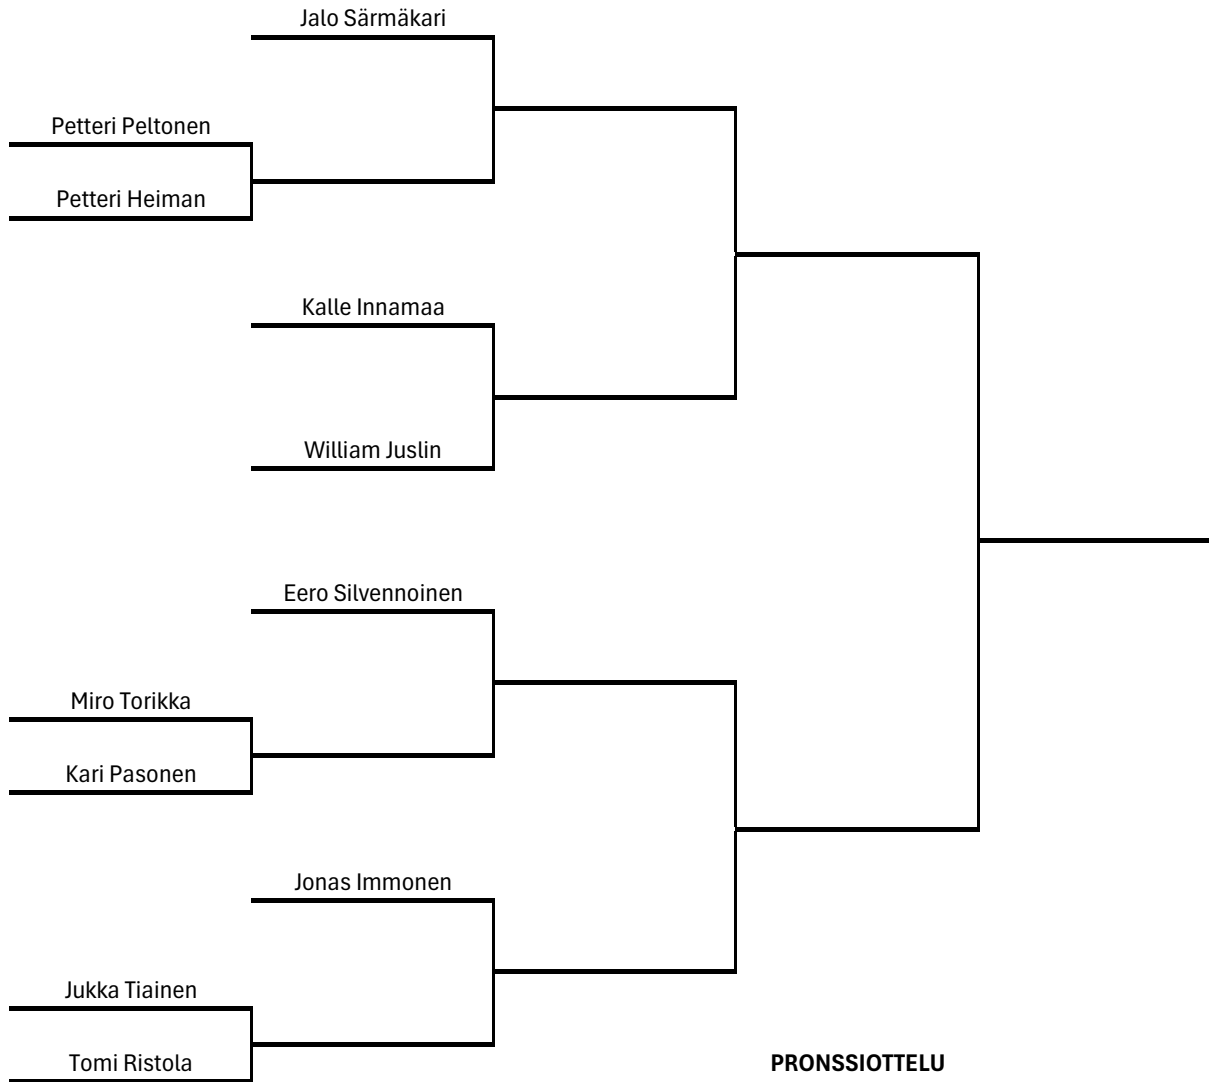 Jalo Särmäkari
Petteri Peltonen
Petteri Heiman
Kalle Innamaa
William Juslin
Eero Silvennoinen
Miro Torikka
Kari Pasonen
Jonas Immonen
Jukka Tiainen
Tomi Ristola
PRONSSIOTTELU